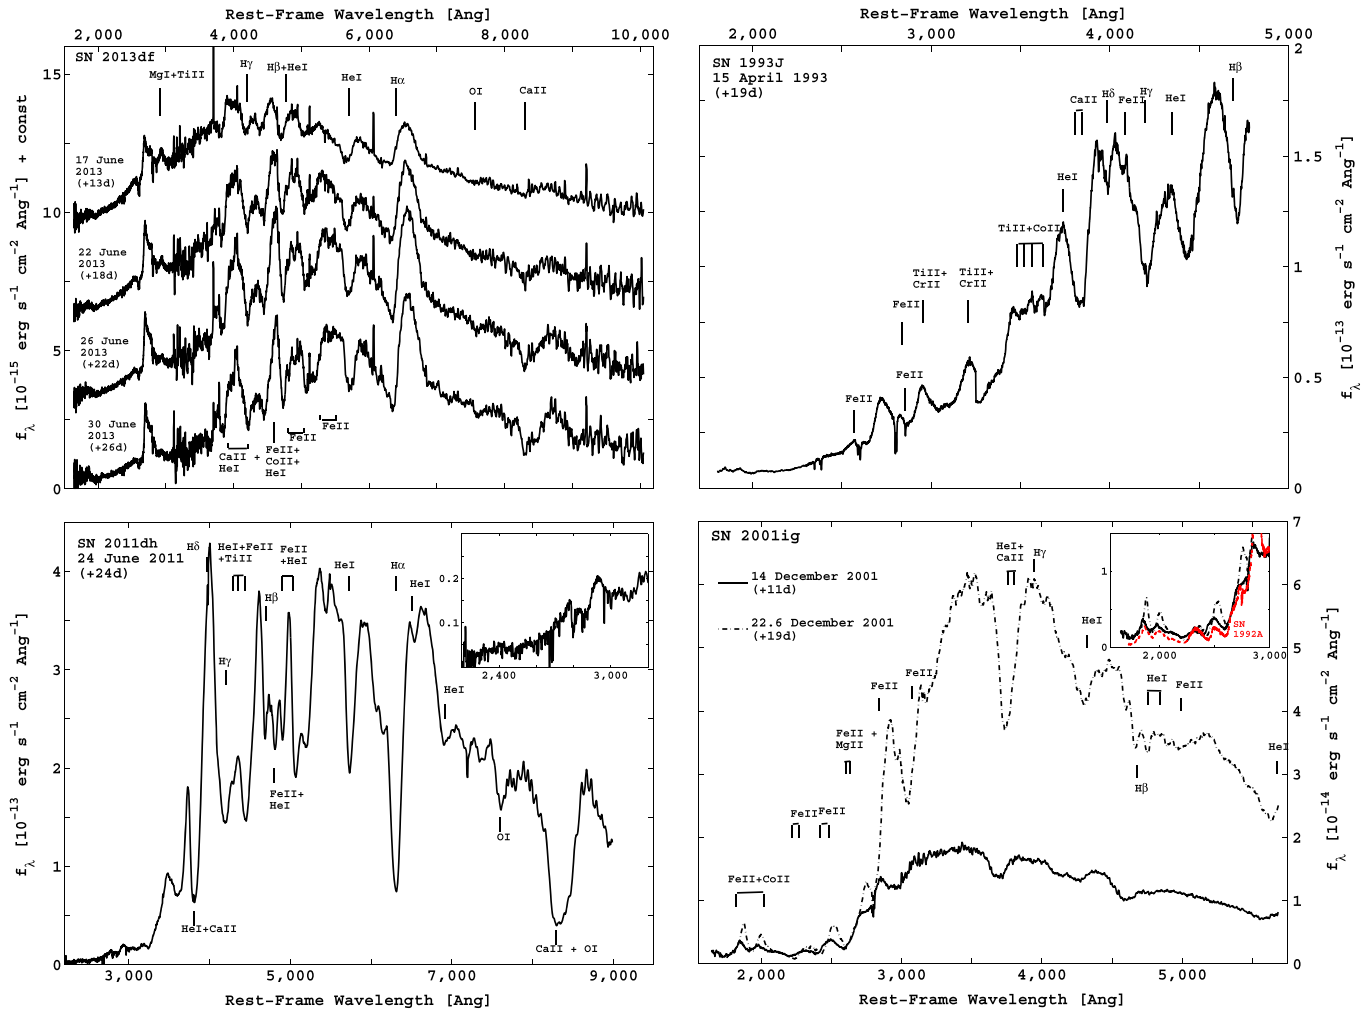 Rest-Frame Wavelength [Ang]
2,000 4,000 6,000 8,000 10,000
SN 2013df
MgI+TiII
Hγ
Hβ+HeI
HeI
Hα
OI
CaII
15
10
5
0
17 June
2013
(+13d)
22 June
2013
(+18d)
26 June
2013
(+22d)
30 June
2013
(+26d)
CaII +
HeI
FeII+
CoII+
HeI
FeII
FeII
f_λ [10^-15 erg s^-1 cm^-2 Ang^-1] + const
Rest-Frame Wavelength [Ang]
2,000 3,000 4,000 5,000
SN 1993J
15 April 1993
(+19d)
Hβ
CaII
Hδ
FeII
Hγ
HeI
HeI
TiII+CoII
TiII+
CrII
TiII+
CrII
FeII
FeII
FeII
2
1.5
1
0.5
0
f_λ [10^-13 erg s^-1 cm^-2 Ang^-1]
SN 2011dh
24 June 2011
(+24d)
Hδ
HeI+FeII
+TiII
FeII
+HeI
Hβ
HeI
Hα
HeI
Hγ
HeI
FeII+
HeI
OI
HeI+CaII
CaII + OI
0.2
0.1
2,400 3,000
4
3
2
1
0
3,000 5,000 7,000 9,000
Rest-Frame Wavelength [Ang]
f_λ [10^-13 erg s^-1 cm^-2 Ang^-1]
SN 2001ig
14 December 2001
(+11d)
22.6 December 2001
(+19d)
HeI+
CaII
Hγ
HeI
HeI
FeII
HeI
Hβ
FeII
FeII
FeII +
MgII
FeII
FeII
FeII+CoII
1
0
SN
1992A
2,000 3,000
7
6
5
4
3
2
1
0
2,000 3,000 4,000 5,000
Rest-Frame Wavelength [Ang]
f_λ [10^-14 erg s^-1 cm^-2 Ang^-1]